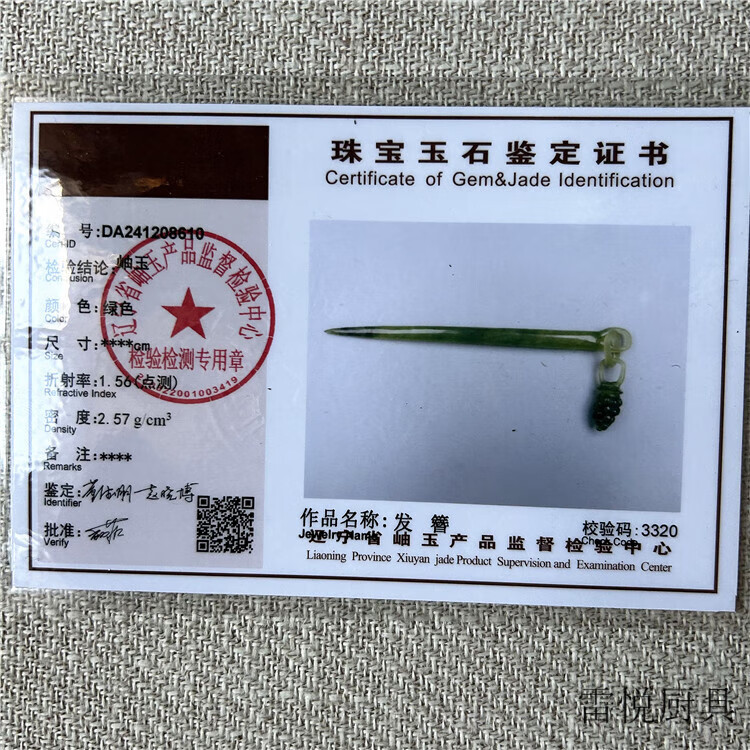 珠宝玉石鉴定证书
Certificate of Gem&Jade Identification
编 号:DA241208610
Cert-ID
检验结论:岫玉
Conclusion
颜 色:绿色
Color
尺 寸:****cm
Size
折射率:1.56(点测)
Refractive Index
密 度:2.57g/cm³
Density
备 注:****
Remarks
鉴定:
Identifier
批准:
Verify
辽宁省岫玉产品监督检验中心
检验检测专用章
22001003419
作品名称:发簪
Jewelry Name
校验码:3320
Check Code
辽宁省岫玉产品监督检验中心
Liaoning Province Xiuyan jade Product Supervision and Examination Center
雷悦厨具